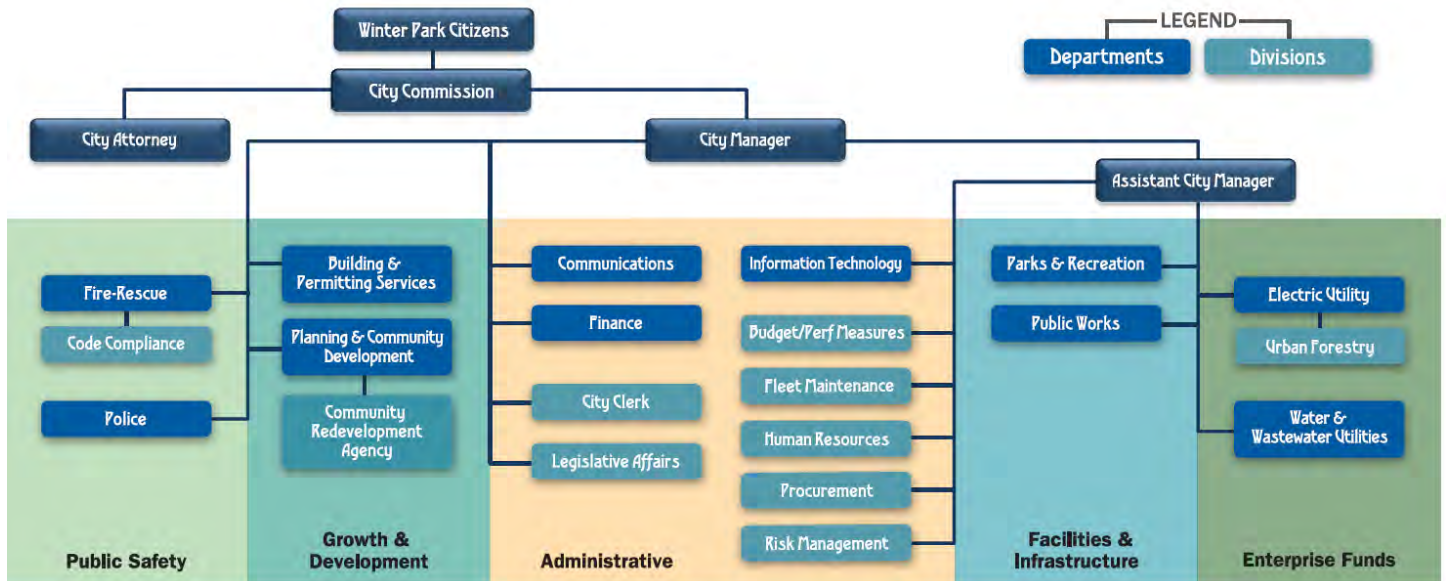 Winter Park Citizens
LEGEND
Departments
Divisions
City Commission
City Attorney
City Manager
Assistant City Manager
Fire-Rescue
Code Compliance
Police
Public Safety
Building &
Permitting Services
Planning & Community
Development
Community
Redevelopment
Agency
Growth &
Development
Communications
Finance
City Clerk
Legislative Affairs
Information Technology
Budget/Perf Measures
Fleet Maintenance
Human Resources
Procurement
Risk Management
Administrative
Parks & Recreation
Public Works
Facilities &
Infrastructure
Electric Utility
Urban Forestry
Water &
Wastewater Utilities
Enterprise Funds